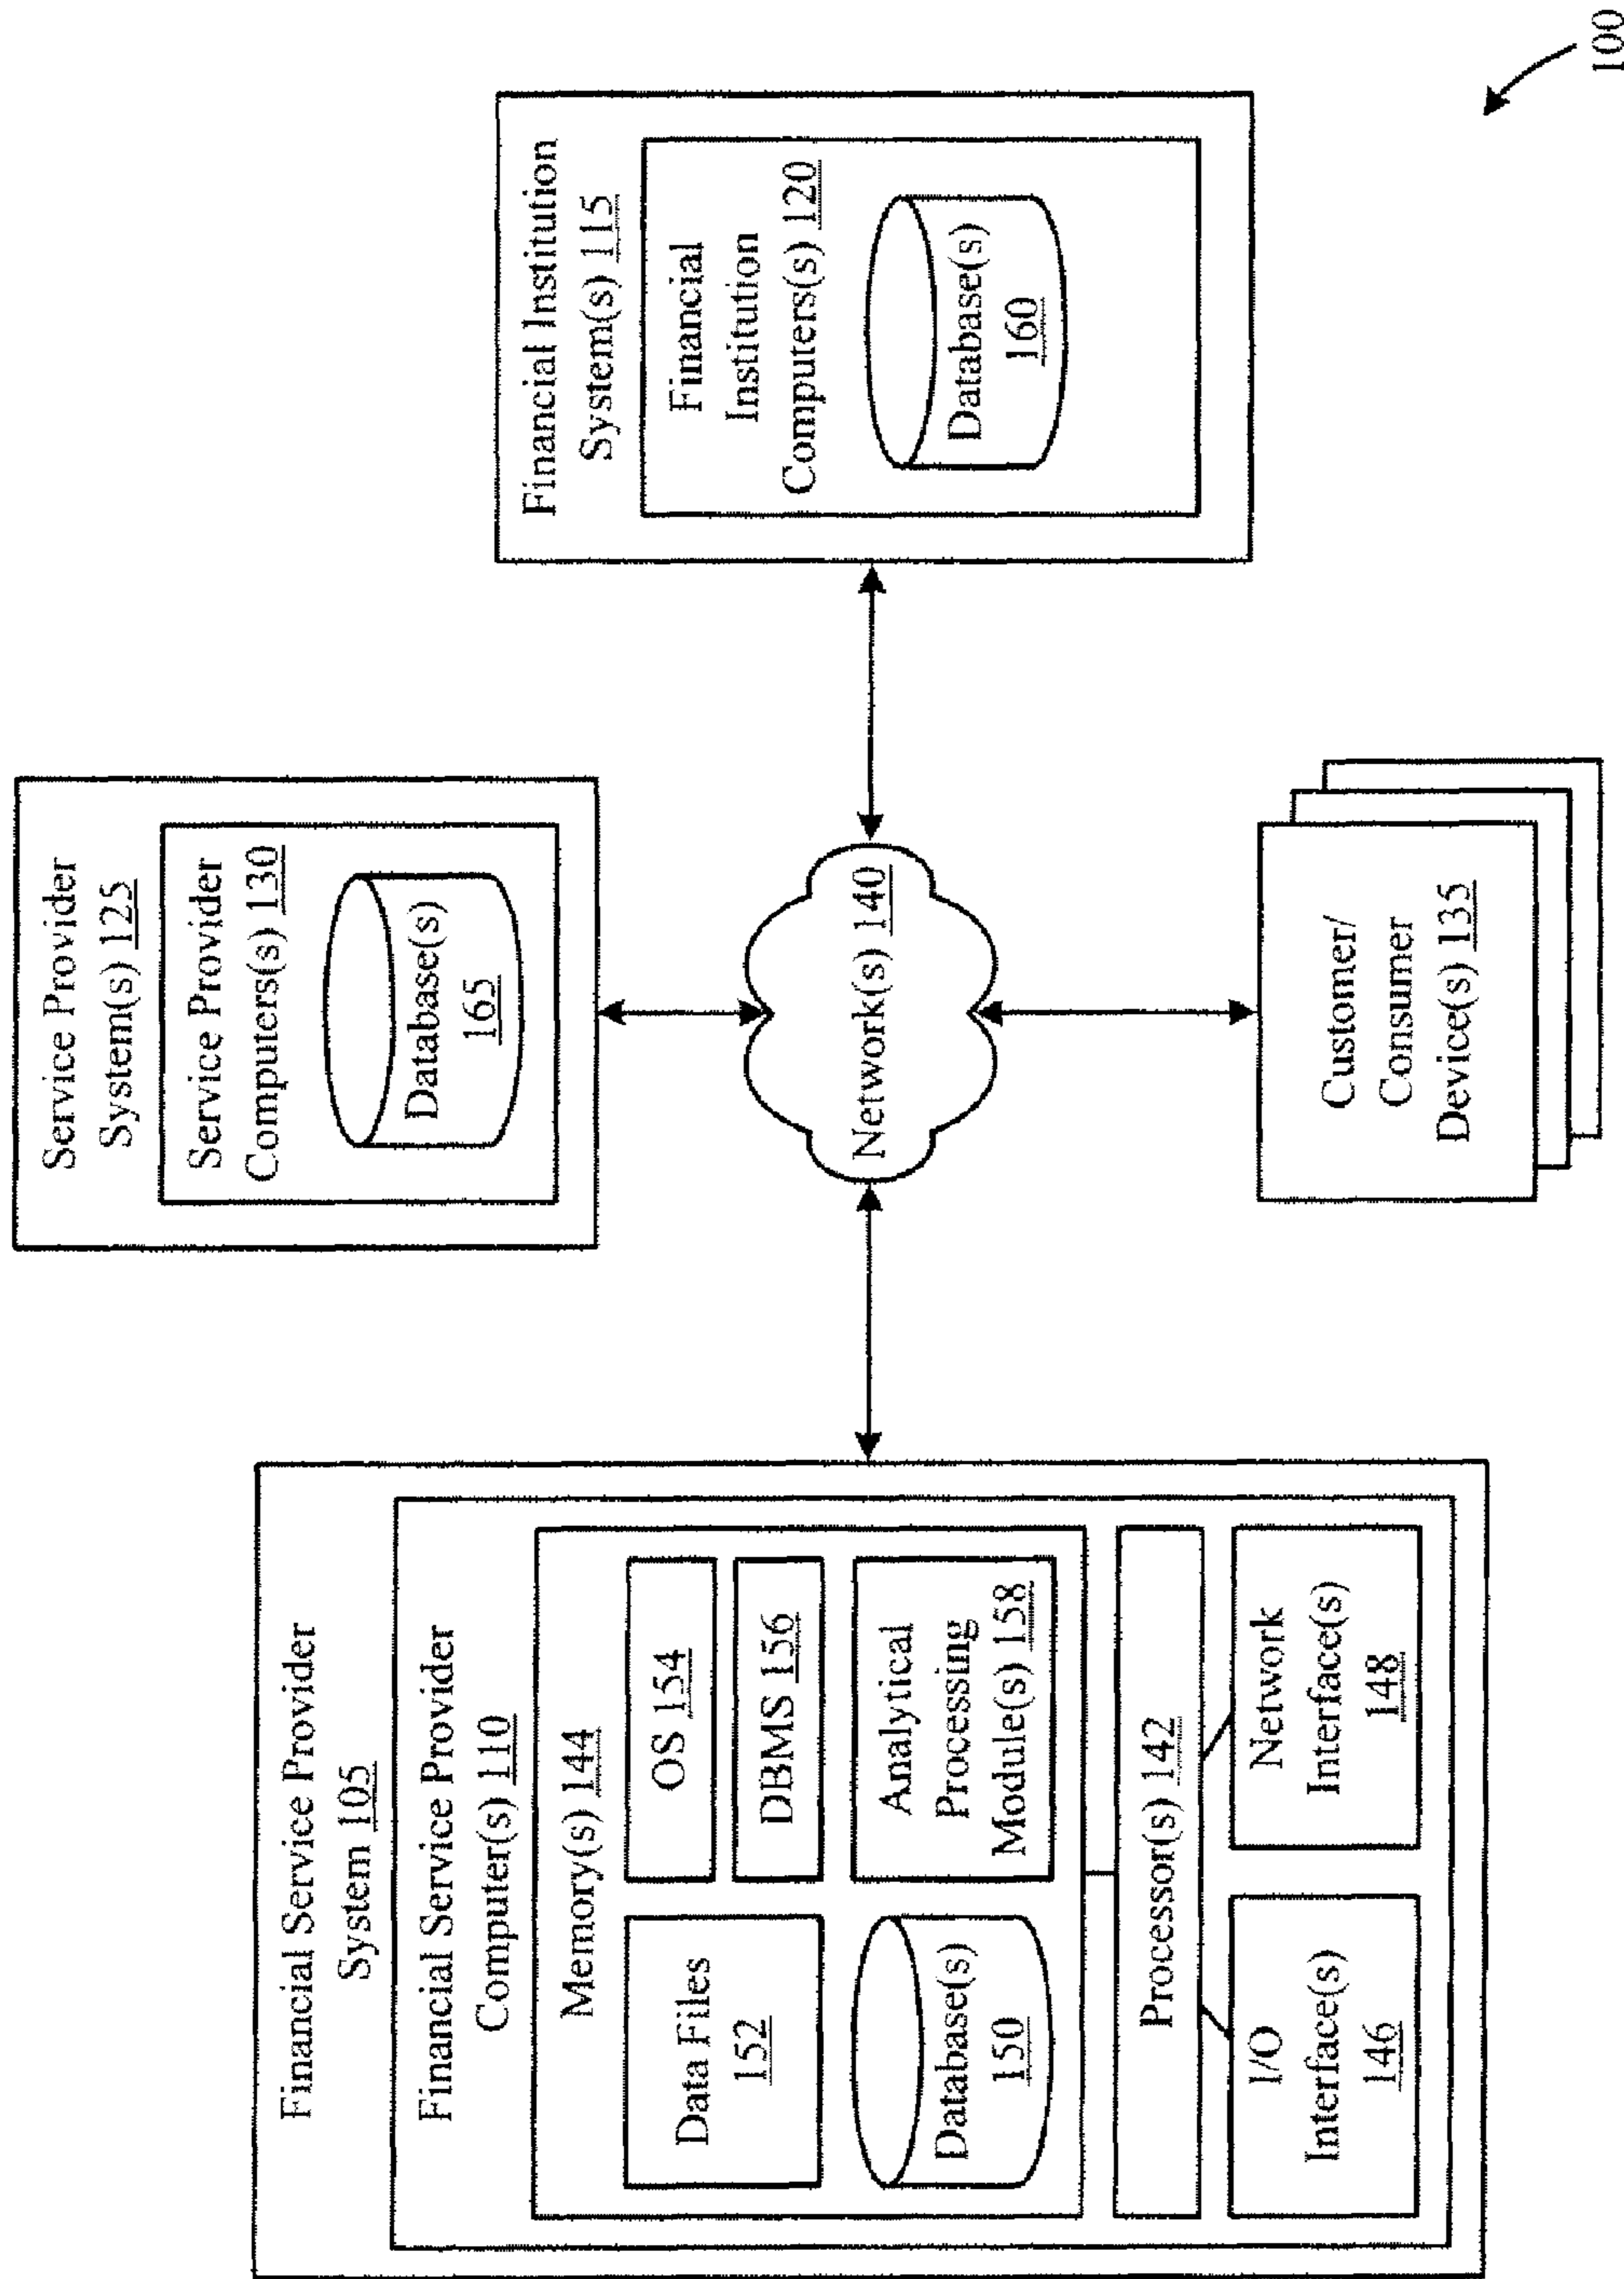 Financial Service Provider
System 105
Financial Service Provider
Computer(s) 110
Memory(s) 144
Data Files
152
OS 154
DBMS 156
Database(s)
150
Analytical
Processing
Module(s) 158
Processor(s) 142
I/O
Interface(s)
146
Network
Interface(s)
148
Service Provider
System(s) 125
Service Provider
Computers(s) 130
Database(s)
165
Network(s) 140
Customer/
Consumer
Device(s) 135
Financial Institution
System(s) 115
Financial
Institution
Computers(s) 120
Database(s)
160
100